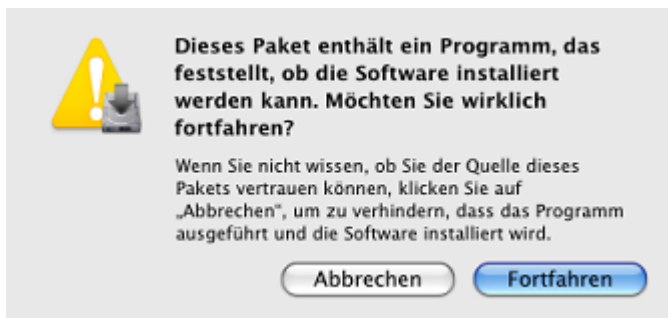 Dieses Paket enthält ein Programm, das
feststellt, ob die Software installiert
werden kann. Möchten Sie wirklich
fortfahren?
Wenn Sie nicht wissen, ob Sie der Quelle dieses
Pakets vertrauen können, klicken Sie auf
„Abbrechen“, um zu verhindern, dass das Programm
ausgeführt und die Software installiert wird.
Abbrechen
Fortfahren